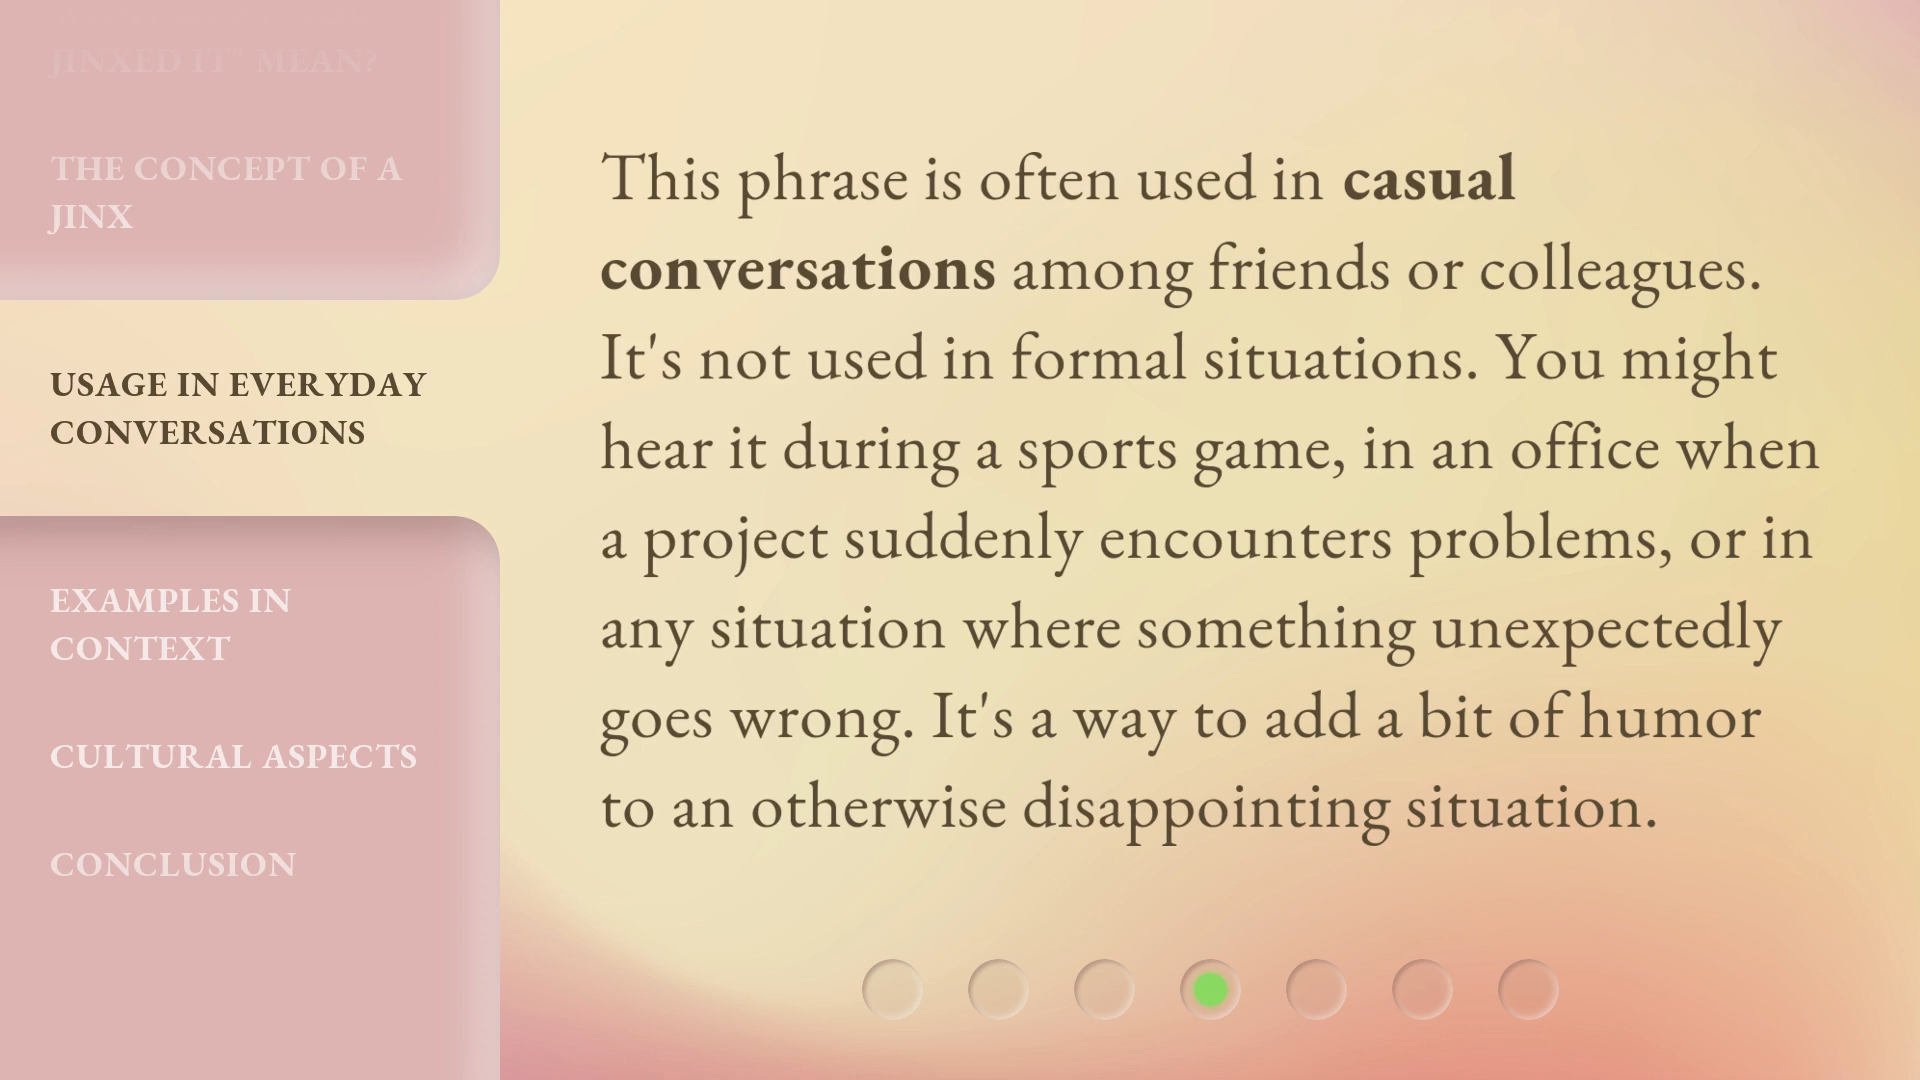 JINXED IT" MEAN?
THE CONCEPT OF A
JINX
USAGE IN EVERYDAY
CONVERSATIONS
EXAMPLES IN
CONTEXT
CULTURAL ASPECTS
CONCLUSION
This phrase is often used in casual
conversations among friends or colleagues.
It's not used in formal situations. You might
hear it during a sports game, in an office when
a project suddenly encounters problems, or in
any situation where something unexpectedly
goes wrong. It's a way to add a bit of humor
to an otherwise disappointing situation.